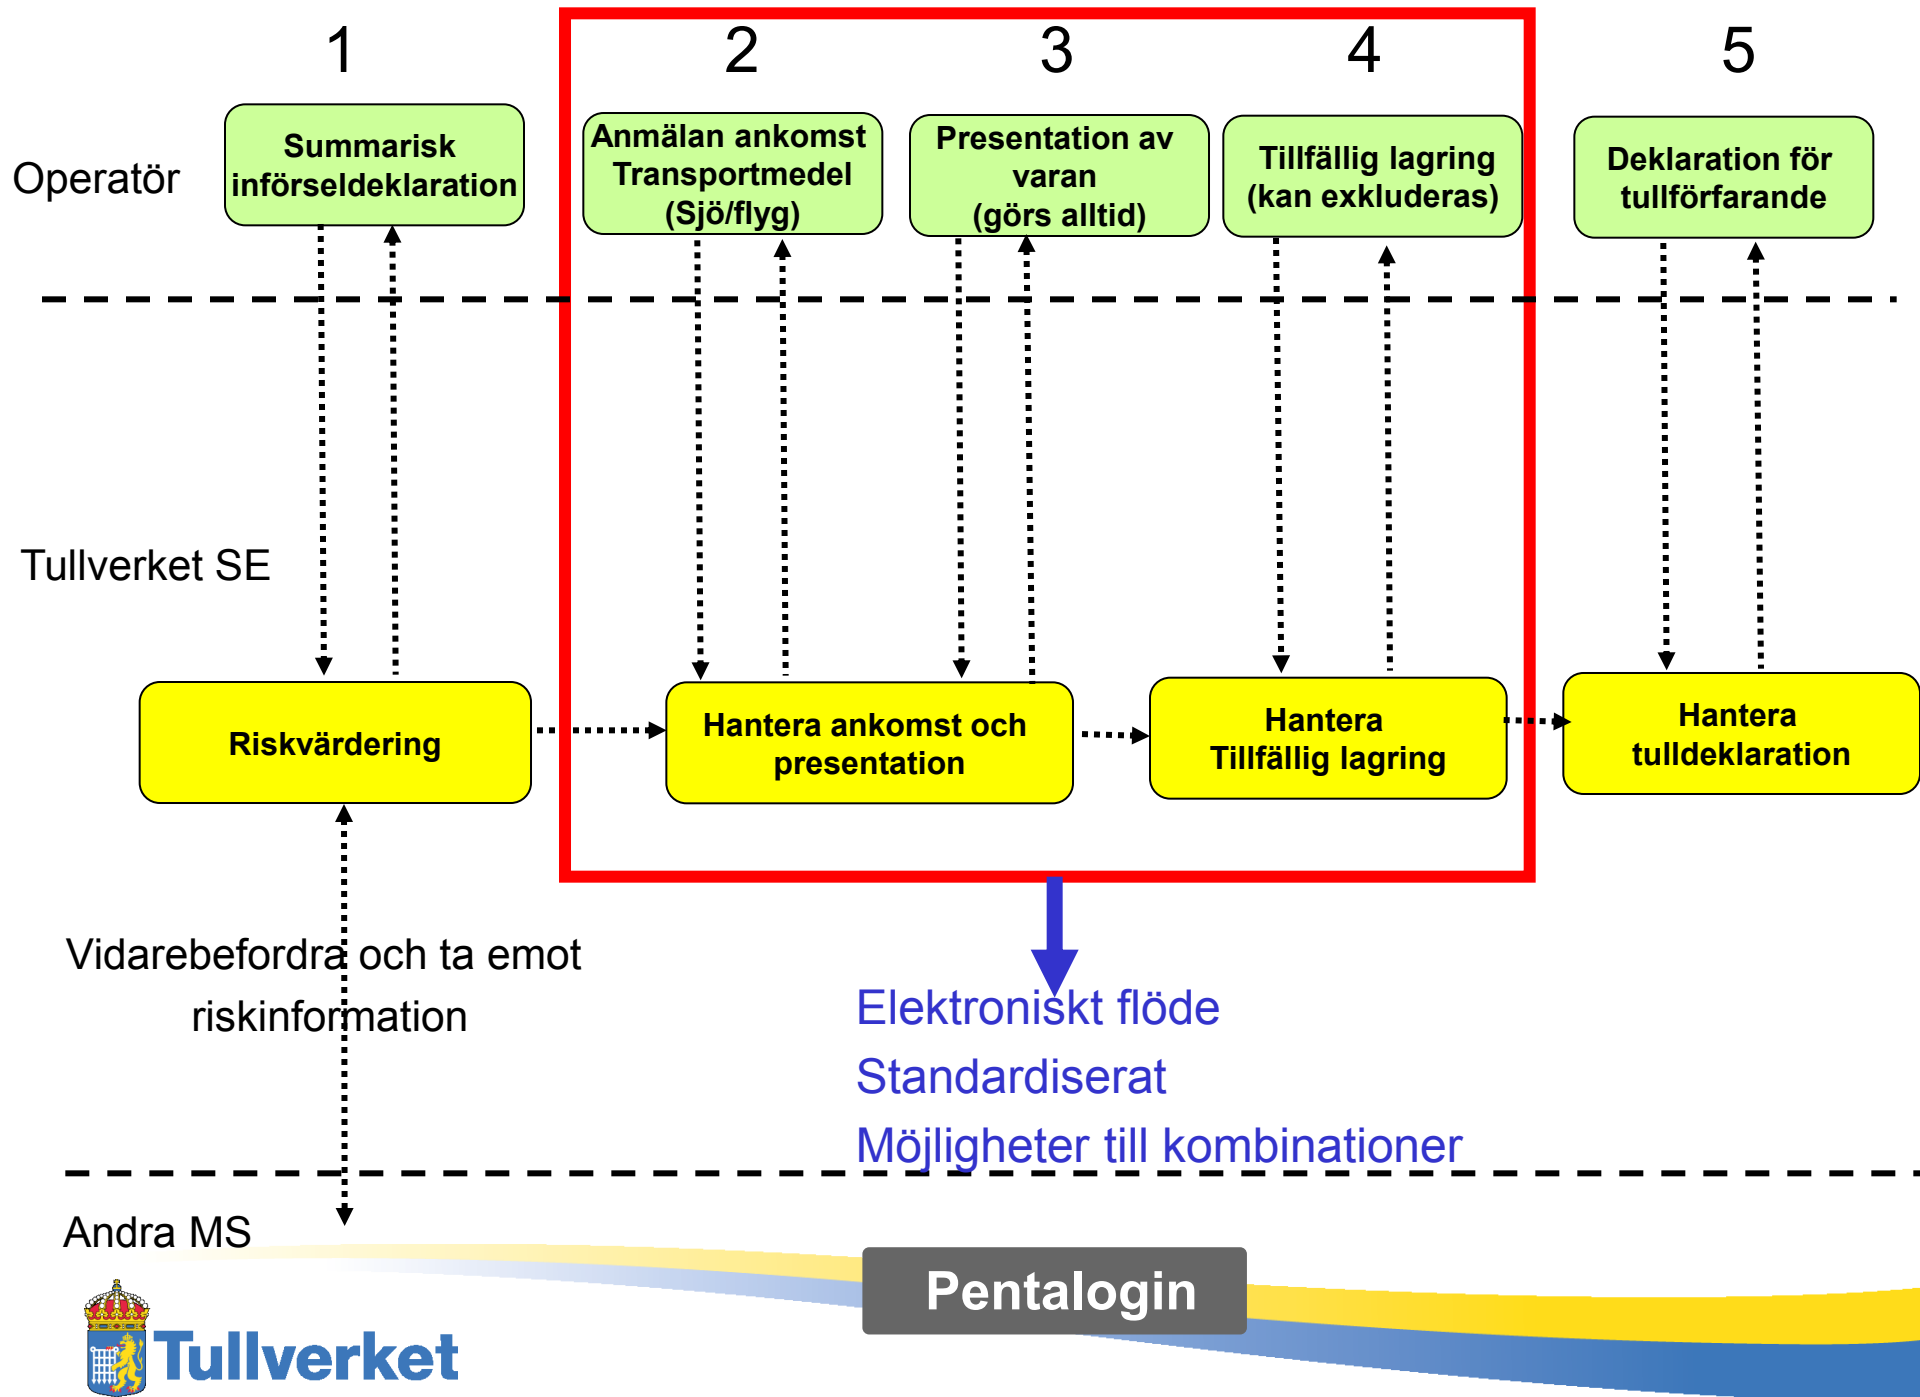 1
2
3
4
5
Operatör
Summarisk
införseldeklaration
Anmälan ankomst
Transportmedel
(Sjö/flyg)
Presentation av
varan
(görs alltid)
Tillfällig lagring
(kan exkluderas)
Deklaration för
tullförfarande
Tullverket SE
Riskvärdering
Hantera ankomst och
presentation
Hantera
Tillfällig lagring
Hantera
tulldeklaration
Vidarebefordra och ta emot
riskinformation
Elektroniskt flöde
Standardiserat
Möjligheter till kombinationer
Andra MS
Pentalogin
Tullverket